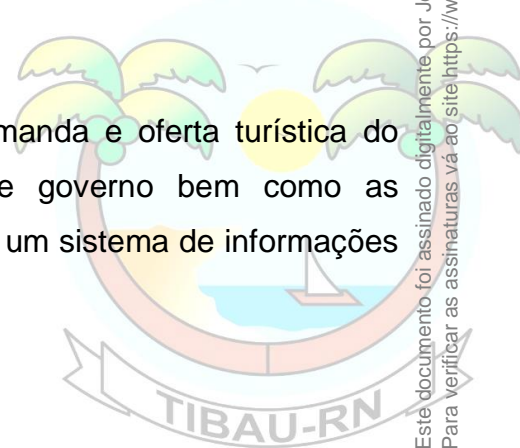 manda e oferta turística do
e governo bem como as
um sistema de informações
TIBAU-RN
Este documento foi assinado digitalmente por
Para verificar as assinaturas vá ao site https://w